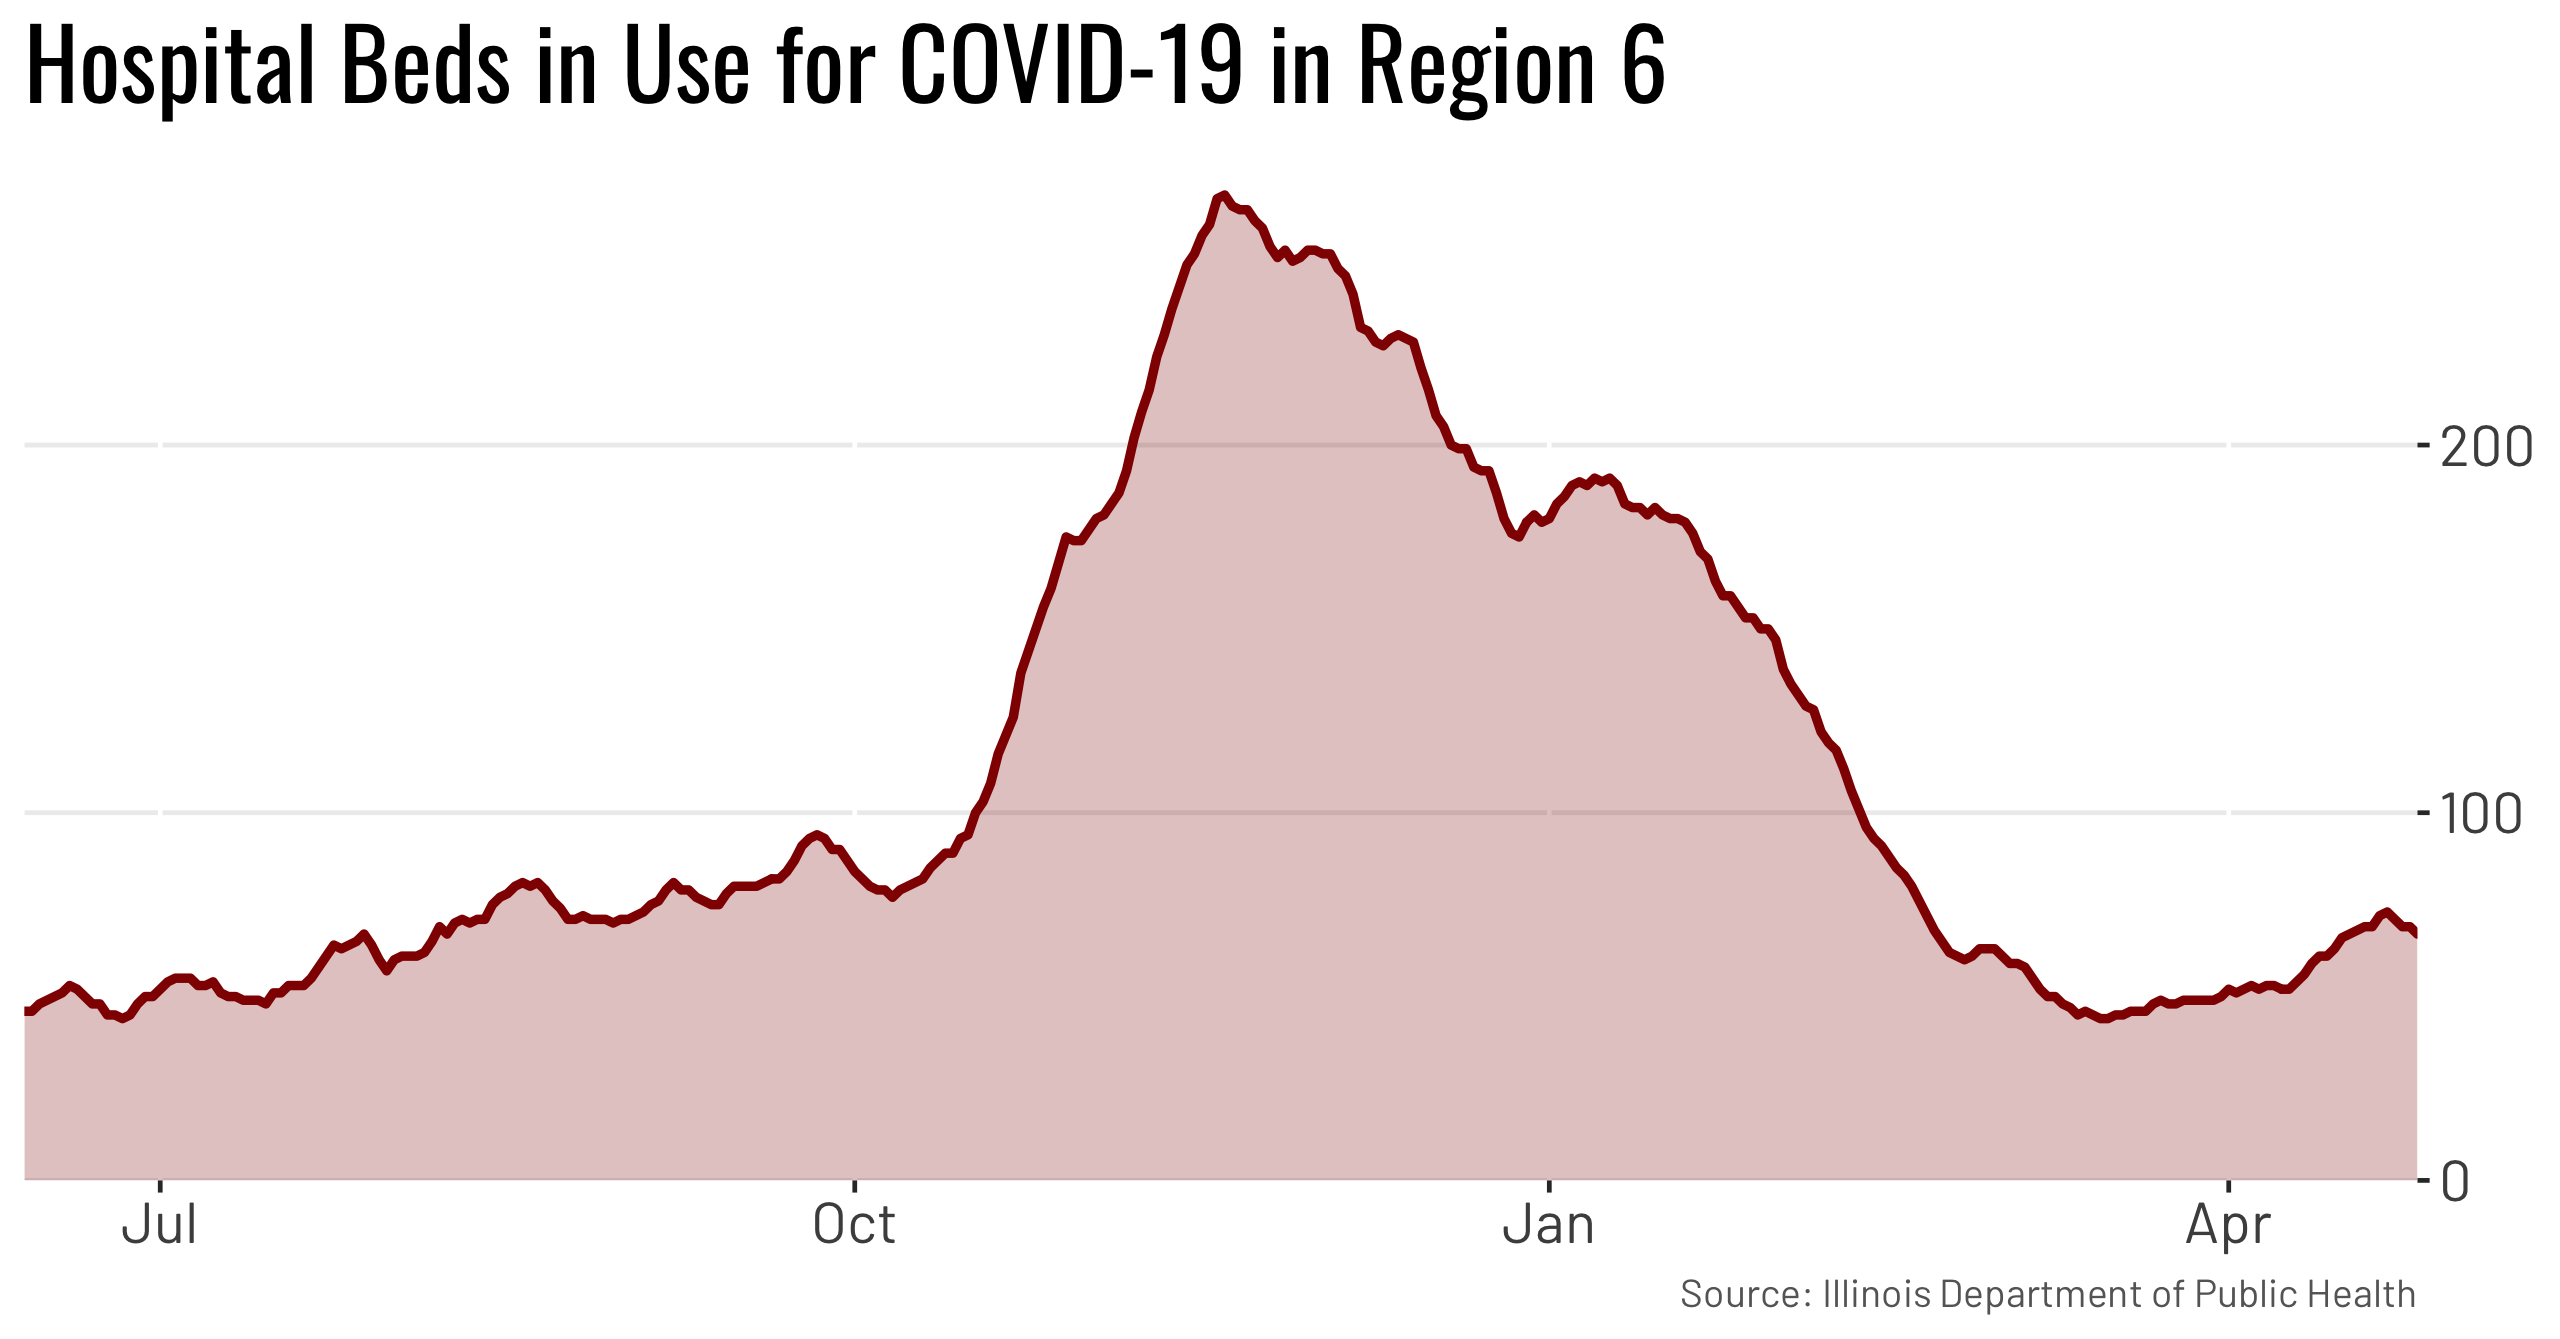 Hospital Beds in Use for COVID-19 in Region 6
200
100
0
Jul Oct Jan Apr
Source: Illinois Department of Public Health